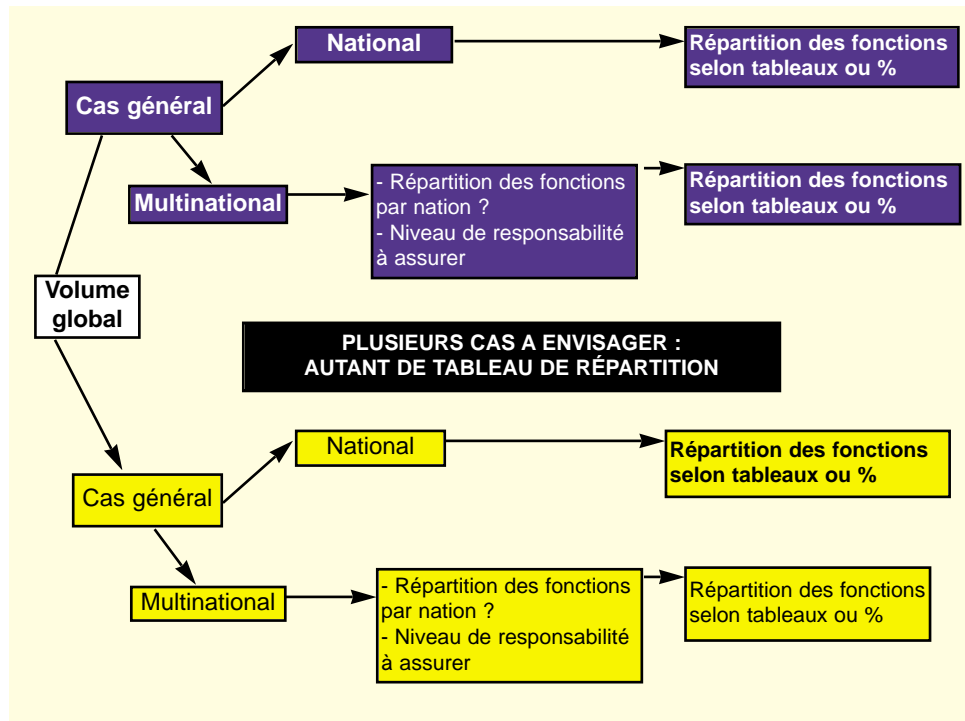 National
Répartition des fonctions
selon tableaux ou %
Cas général
Multinational
- Répartition des fonctions
par nation ?
- Niveau de responsabilité
à assurer
Répartition des fonctions
selon tableaux ou %
Volume
global
PLUSIEURS CAS A ENVISAGER :
AUTANT DE TABLEAU DE RÉPARTITION
National
Répartition des fonctions
selon tableaux ou %
Cas général
Multinational
- Répartition des fonctions
par nation ?
- Niveau de responsabilité
à assurer
Répartition des fonctions
selon tableaux ou %